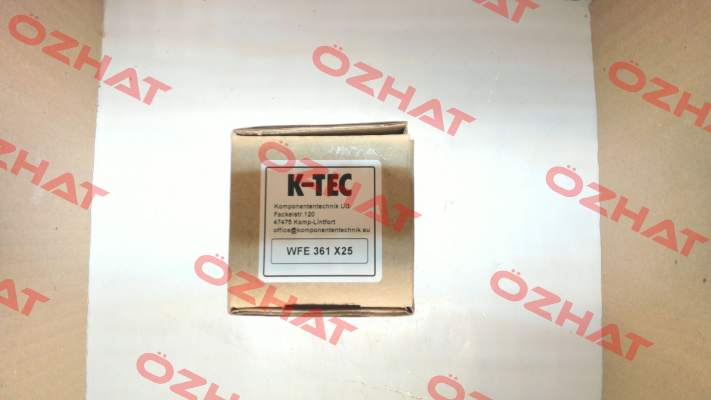 K-TEC
Komponententechnik UG
Fackelstr.120
47475 Kamp-Lintfort
office@komponententechnik.eu
WFE 361 X25
ÖZHAT
ÖZHAT
ÖZHAT
ÖZHAT
ÖZHAT
ÖZHAT
ÖZHAT
ÖZHAT
ÖZHAT